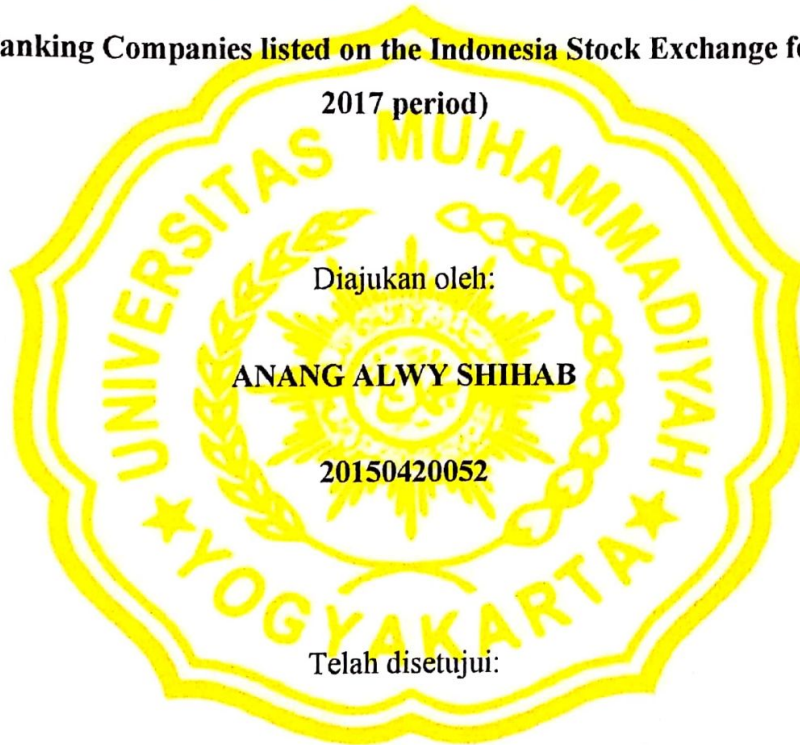 anking Companies listed on the Indonesia Stock Exchange fo
2017 period)
UNIVERSITAS MUHAMMADIYAH
Diajukan oleh:
ANANG ALWY SHIHAB
20150420052
★ YOGYAKARTA ★
Telah disetujui: